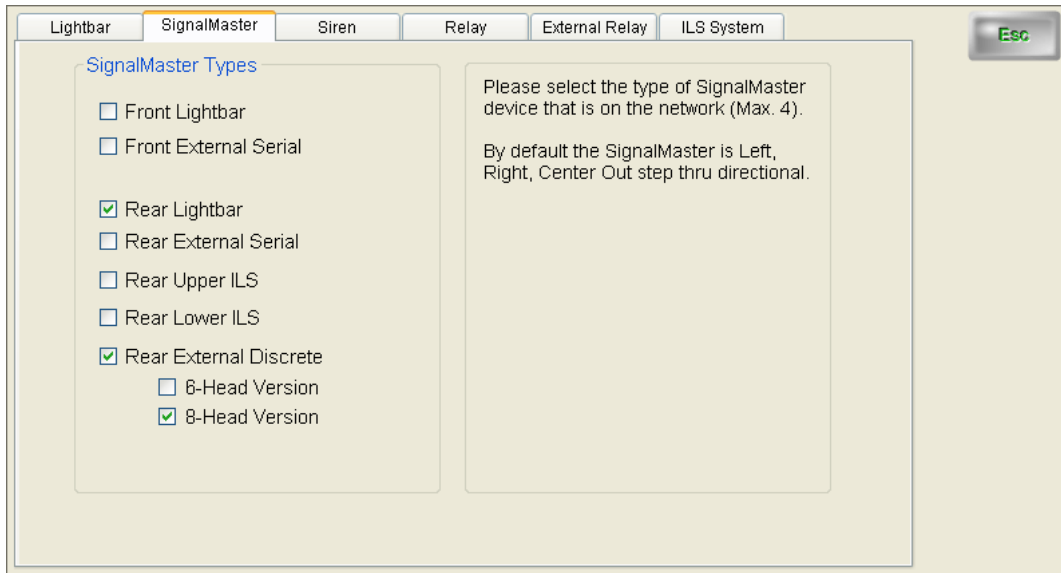 Lightbar
SignalMaster
Siren
Relay
External Relay
ILS System
Esc
SignalMaster Types
Front Lightbar
Front External Serial
Rear Lightbar
Rear External Serial
Rear Upper ILS
Rear Lower ILS
Rear External Discrete
6-Head Version
8-Head Version
Please select the type of SignalMaster
device that is on the network (Max. 4).
By default the SignalMaster is Left,
Right, Center Out step thru directional.